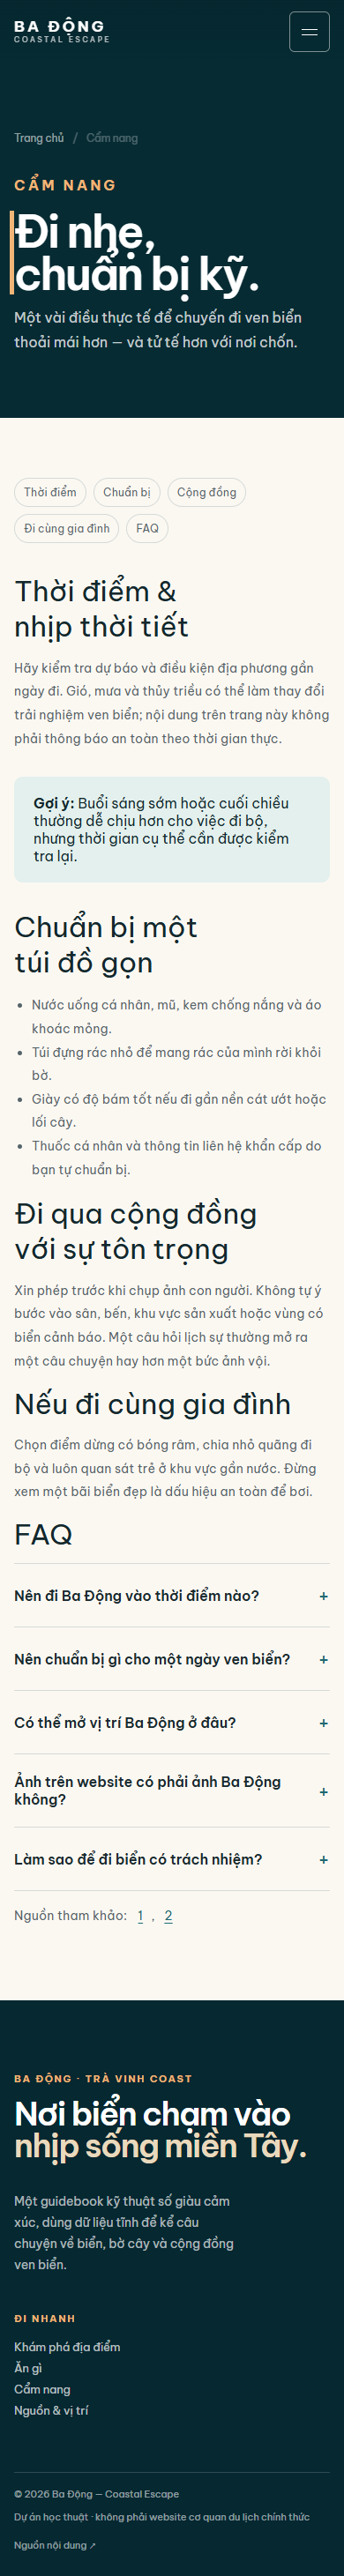 BA ĐỘNG
COASTAL ESCAPE
Trang chủ / Cẩm nang
CẨM NANG
Đi nhẹ,
chuẩn bị kỹ.
Một vài điều thực tế để chuyến đi ven biển
thoải mái hơn — và tử tế hơn với nơi chốn.
Thời điểm
Chuẩn bị
Cộng đồng
Đi cùng gia đình
FAQ
Thời điểm &
nhịp thời tiết
Hãy kiểm tra dự báo và điều kiện địa phương gần
ngày đi. Gió, mưa và thủy triều có thể làm thay đổi
trải nghiệm ven biển; nội dung trên trang này không
phải thông báo an toàn theo thời gian thực.
Gợi ý: Buổi sáng sớm hoặc cuối chiều
thường dễ chịu hơn cho việc đi bộ,
nhưng thời gian cụ thể cần được kiểm
tra lại.
Chuẩn bị một
túi đồ gọn
• Nước uống cá nhân, mũ, kem chống nắng và áo
khoác mỏng.
• Túi đựng rác nhỏ để mang rác của mình rời khỏi
bờ.
• Giày có độ bám tốt nếu đi gần nền cát ướt hoặc
lối cây.
• Thuốc cá nhân và thông tin liên hệ khẩn cấp do
bạn tự chuẩn bị.
Đi qua cộng đồng
với sự tôn trọng
Xin phép trước khi chụp ảnh con người. Không tự ý
bước vào sân, bến, khu vực sản xuất hoặc vùng có
biển cảnh báo. Một câu hỏi lịch sự thường mở ra
một câu chuyện hay hơn một bức ảnh vội.
Nếu đi cùng gia đình
Chọn điểm dừng có bóng râm, chia nhỏ quãng đi
bộ và luôn quan sát trẻ ở khu vực gần nước. Đừng
xem một bãi biển đẹp là dấu hiệu an toàn để bơi.
FAQ
Nên đi Ba Động vào thời điểm nào? +
Nên chuẩn bị gì cho một ngày ven biển? +
Có thể mở vị trí Ba Động ở đâu? +
Ảnh trên website có phải ảnh Ba Động
không? +
Làm sao để đi biển có trách nhiệm? +
Nguồn tham khảo: 1 , 2
BA ĐỘNG · TRÀ VINH COAST
Nơi biển chạm vào
nhịp sống miền Tây.
Một guidebook kỹ thuật số giàu cảm
xúc, dùng dữ liệu tĩnh để kể câu
chuyện về biển, bờ cây và cộng đồng
ven biển.
ĐI NHANH
Khám phá địa điểm
Ăn gì
Cẩm nang
Nguồn & vị trí
© 2026 Ba Động — Coastal Escape
Dự án học thuật · không phải website cơ quan du lịch chính thức
Nguồn nội dung ↗